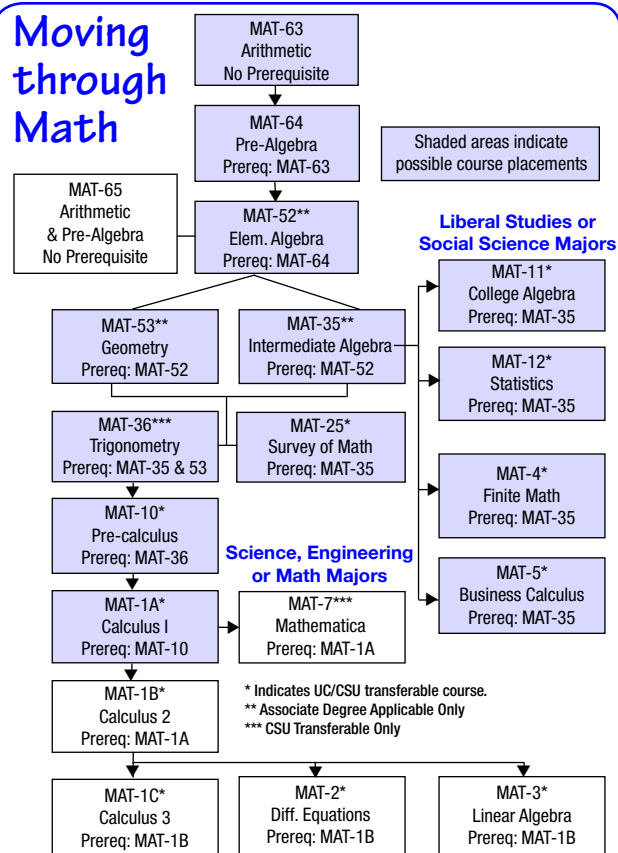 Moving
through
Math
MAT-63
Arithmetic
No Prerequisite
MAT-64
Pre-Algebra
Prereq: MAT-63
Shaded areas indicate
possible course placements
MAT-65
Arithmetic
& Pre-Algebra
No Prerequisite
MAT-52**
Elem. Algebra
Prereq: MAT-64
Liberal Studies or
Social Science Majors
MAT-11*
College Algebra
Prereq: MAT-35
MAT-53**
Geometry
Prereq: MAT-52
MAT-35**
Intermediate Algebra
Prereq: MAT-52
MAT-12*
Statistics
Prereq: MAT-35
MAT-36***
Trigonometry
Prereq: MAT-35 & 53
MAT-25*
Survey of Math
Prereq: MAT-35
MAT-4*
Finite Math
Prereq: MAT-35
MAT-10*
Pre-calculus
Prereq: MAT-36
Science, Engineering
or Math Majors
MAT-5*
Business Calculus
Prereq: MAT-35
MAT-1A*
Calculus I
Prereq: MAT-10
MAT-7***
Mathematica
Prereq: MAT-1A
MAT-1B*
Calculus 2
Prereq: MAT-1A
* Indicates UC/CSU transferable course.
** Associate Degree Applicable Only
*** CSU Transferable Only
MAT-1C*
Calculus 3
Prereq: MAT-1B
MAT-2*
Diff. Equations
Prereq: MAT-1B
MAT-3*
Linear Algebra
Prereq: MAT-1B